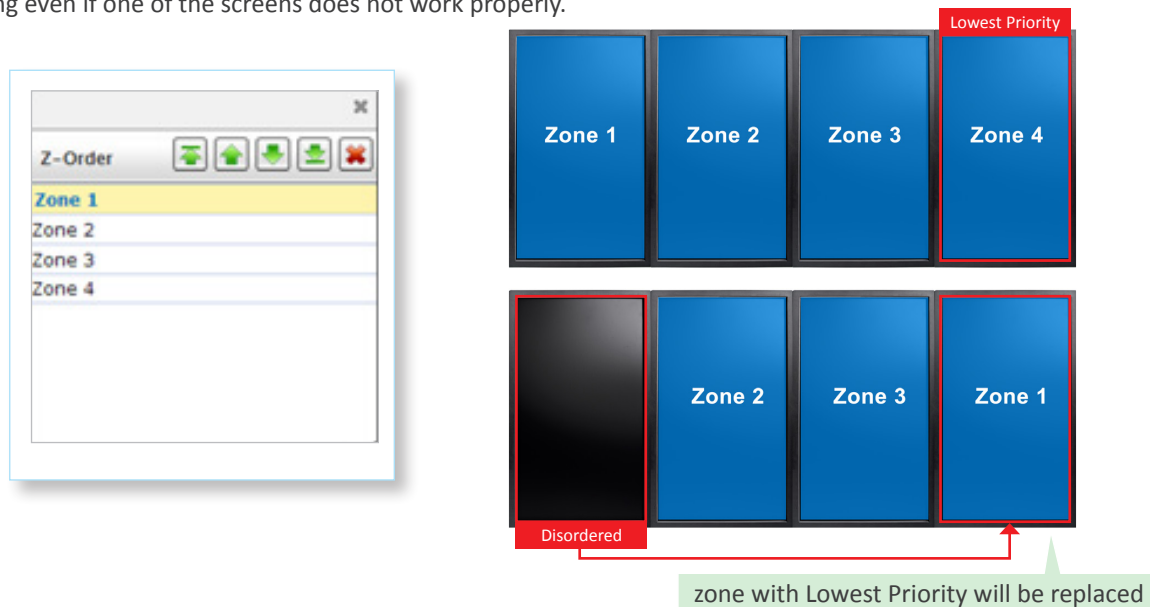 ng even if one of the screens does not work properly.
Z-Order
Zone 1
Zone 2
Zone 3
Zone 4
Lowest Priority
Zone 1 Zone 2 Zone 3 Zone 4
Zone 2 Zone 3 Zone 1
Disordered
zone with Lowest Priority will be replaced